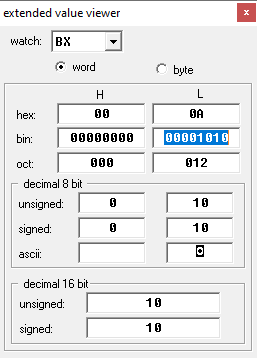 extended value viewer
watch: BX
word byte
H L
hex: 00 0A
bin: 00000000 00001010
oct: 000 012
decimal 8 bit
unsigned: 0 10
signed: 0 10
ascii: ◘
decimal 16 bit
unsigned: 10
signed: 10